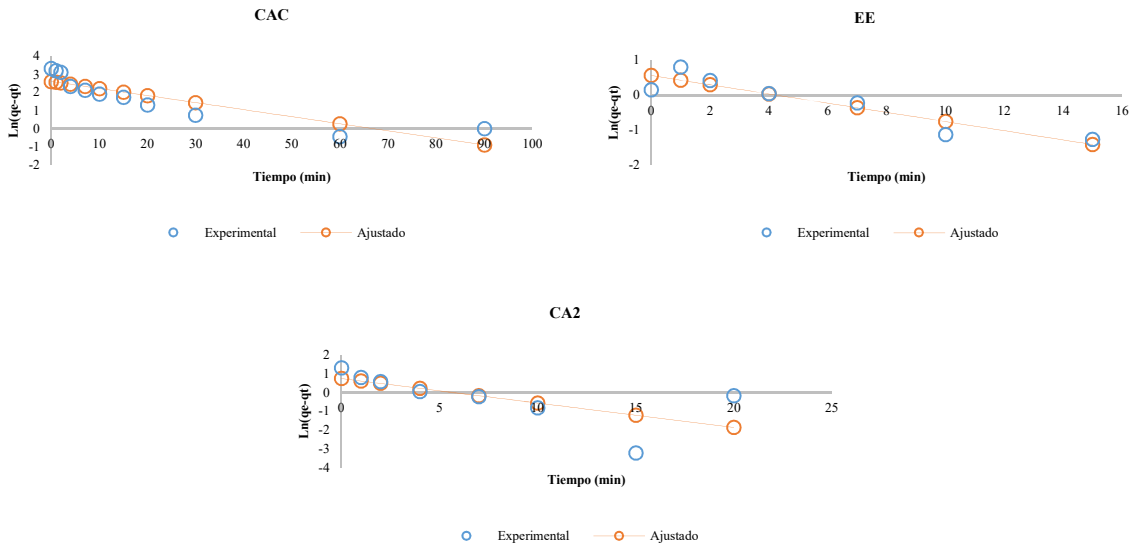 CAC
4
3
2
1
0
-1
-2
0 10 20 30 40 50 60 70 80 90 100
Ln(qe-qt)
Tiempo (min)
Experimental Ajustado
EE
1
0
-1
-2
0 2 4 6 8 10 12 14 16
Ln(qe-qt)
Tiempo (min)
Experimental Ajustado
CA2
2
1
0
-1
-2
-3
-4
0 5 10 15 20 25
Ln(qe-qt)
Tiempo (min)
Experimental Ajustado